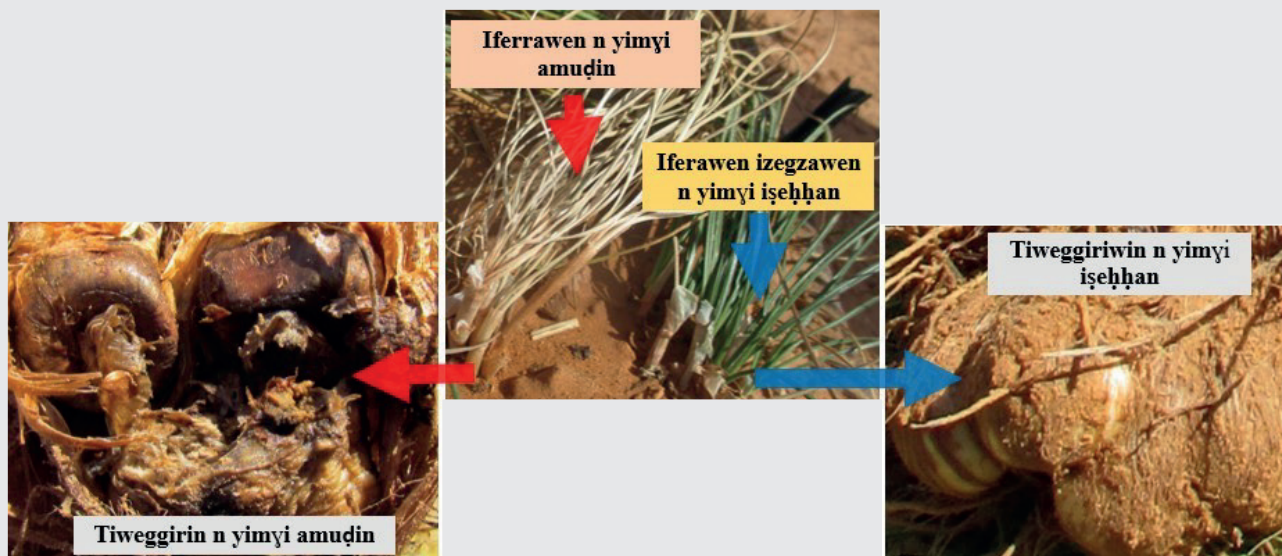 Iferrawen n yimɣi
amuḍin
Iferawen izegzawen
n yimɣi iṣeḥḥan
Tiweggiriwin n yimɣi
iṣeḥḥan
Tiweggirin n yimɣi amuḍin